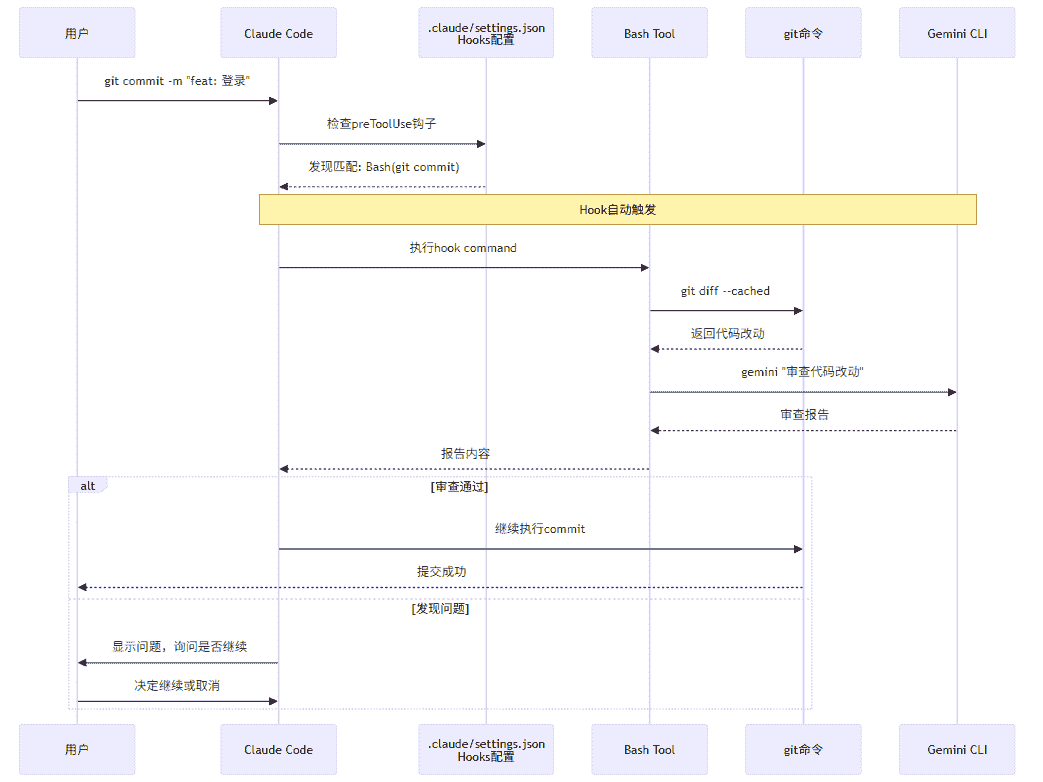 用户
Claude Code
.claude/settings.json
Hooks配置
Bash Tool
git命令
Gemini CLI
git commit -m "feat: 登录"
检查preToolUse钩子
发现匹配: Bash(git commit)
Hook自动触发
执行hook command
git diff --cached
返回代码改动
gemini "审查代码改动"
审查报告
报告内容
alt
[审查通过]
继续执行commit
提交成功
[发现问题]
显示问题，询问是否继续
决定继续或取消
用户
Claude Code
.claude/settings.json
Hooks配置
Bash Tool
git命令
Gemini CLI